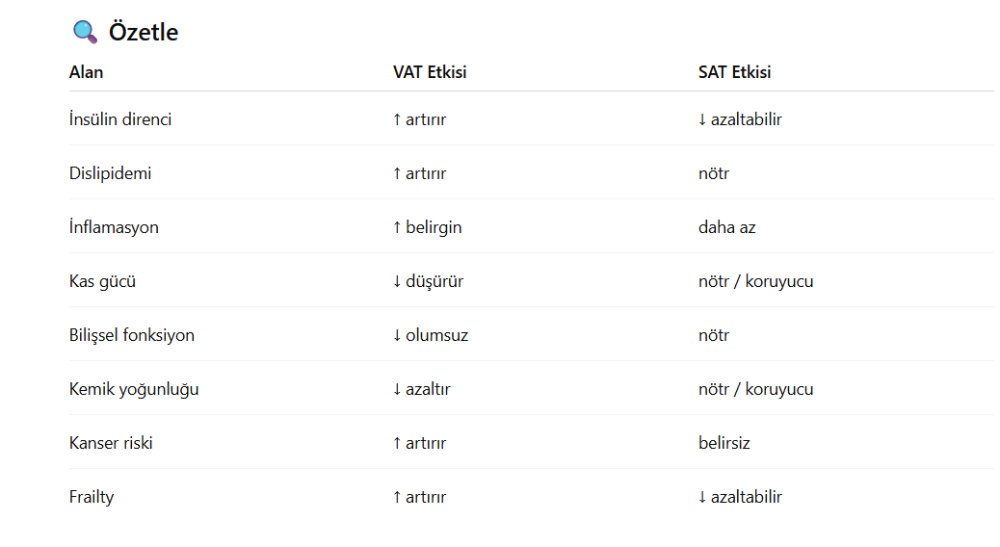 🔍 Özetle
Alan VAT Etkisi SAT Etkisi
İnsülin direnci ↑ artırır ↓ azaltabilir
Dislipidemi ↑ artırır nötr
İnflamasyon ↑ belirgin daha az
Kas gücü ↓ düşürür nötr / koruyucu
Bilişsel fonksiyon ↓ olumsuz nötr
Kemik yoğunluğu ↓ azaltır nötr / koruyucu
Kanser riski ↑ artırır belirsiz
Frailty ↑ artırır ↓ azaltabilir